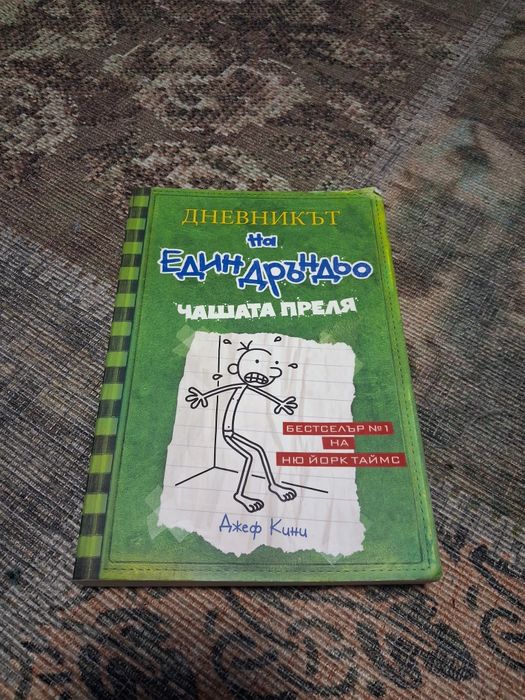 ДНЕВНИКЪТ
на
ЕДИН ДРЪНДЬО
ЧАШАТА ПРЕЛЯ
БЕСТСЕЛЪР №1
НА
НЮ ЙОРК ТАЙМС
Джеф Кини